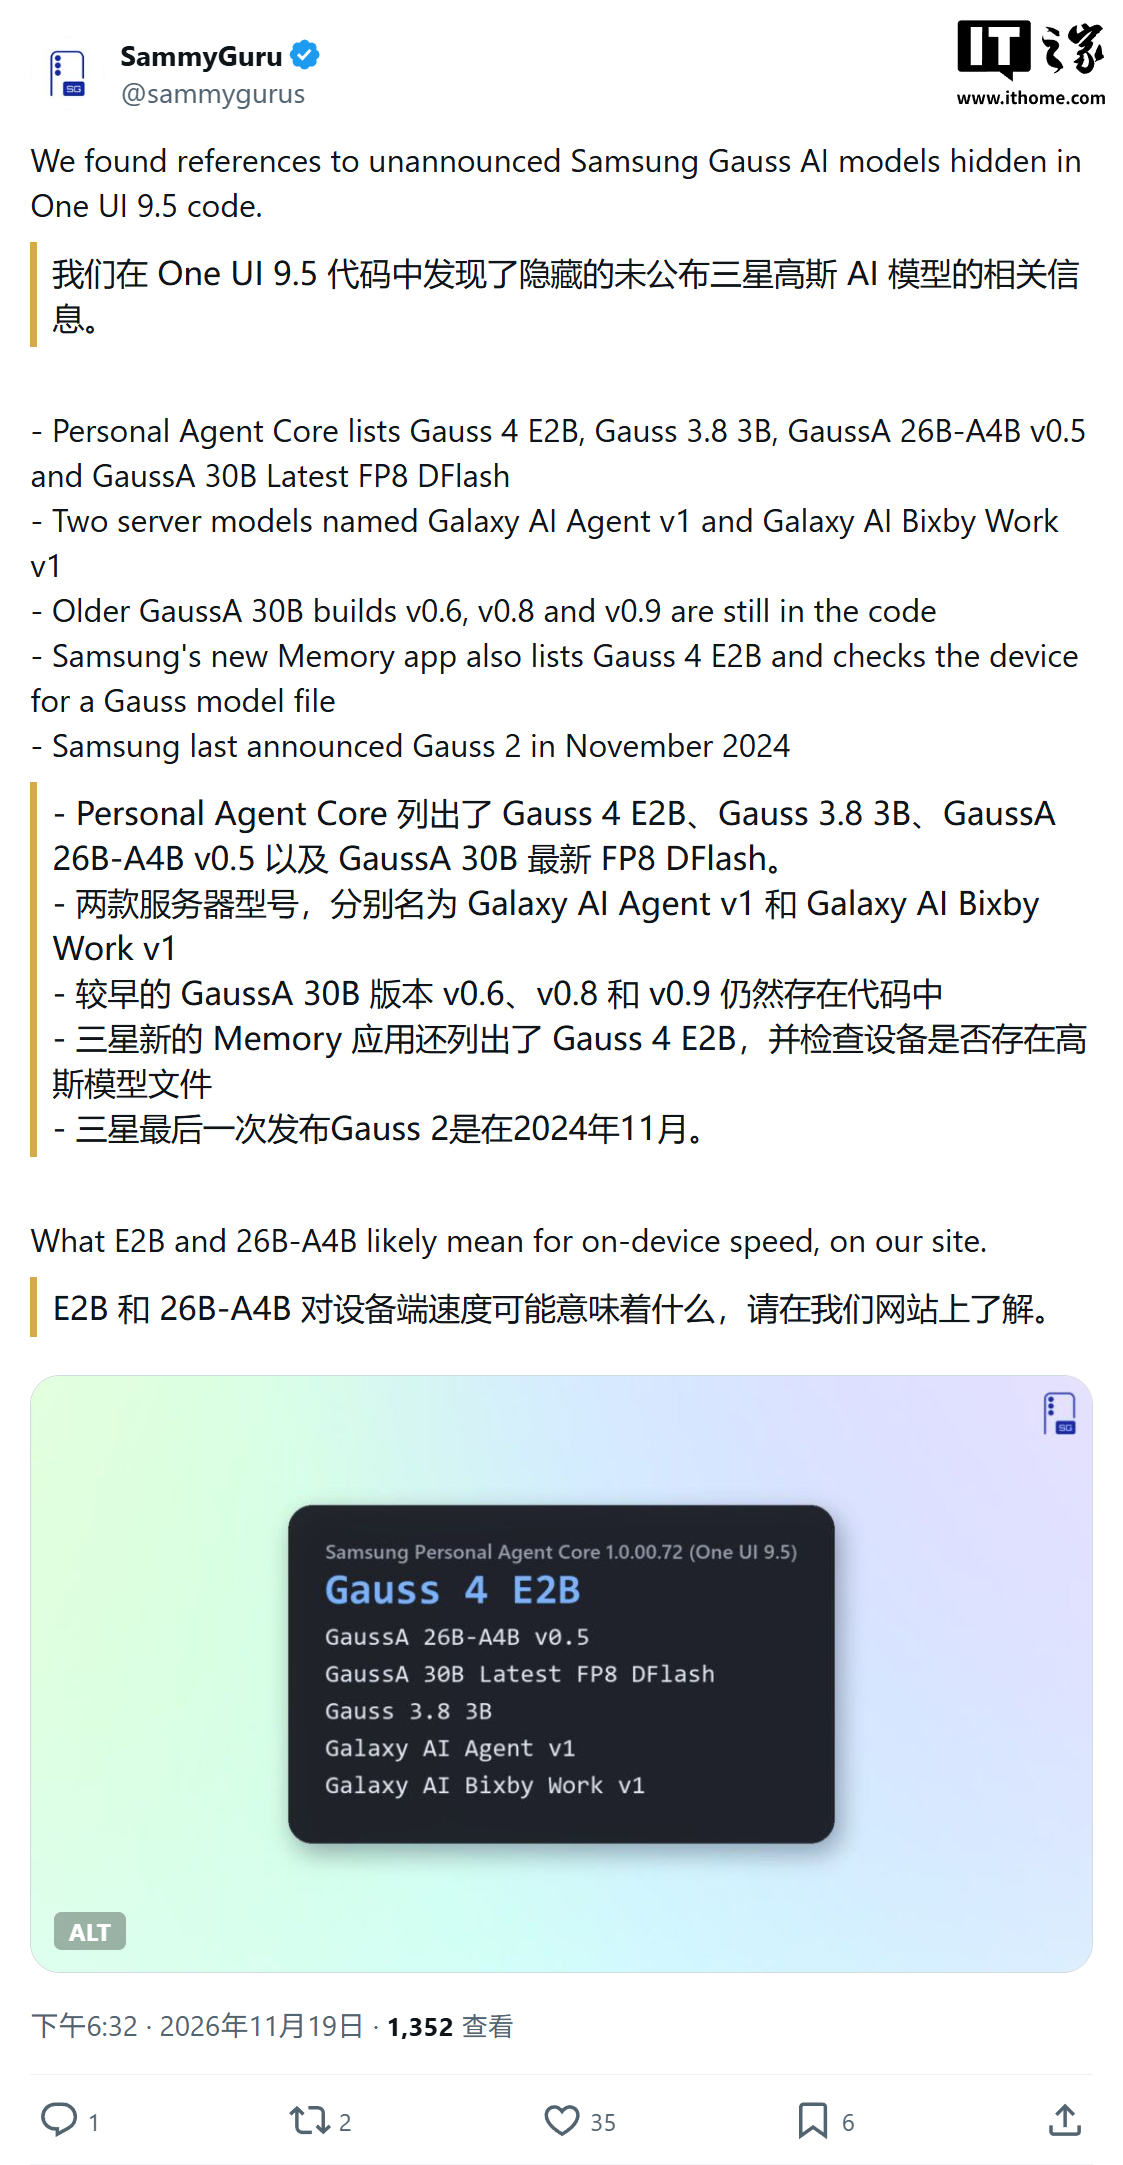 SammyGuru
@sammygurus
IT之家
www.ithome.com
We found references to unannounced Samsung Gauss AI models hidden in
One UI 9.5 code.
我们在 One UI 9.5 代码中发现了隐藏的未公布三星高斯 AI 模型的相关信
息。
- Personal Agent Core lists Gauss 4 E2B, Gauss 3.8 3B, GaussA 26B-A4B v0.5
and GaussA 30B Latest FP8 DFlash
- Two server models named Galaxy AI Agent v1 and Galaxy AI Bixby Work
v1
- Older GaussA 30B builds v0.6, v0.8 and v0.9 are still in the code
- Samsung's new Memory app also lists Gauss 4 E2B and checks the device
for a Gauss model file
- Samsung last announced Gauss 2 in November 2024
- Personal Agent Core 列出了 Gauss 4 E2B、Gauss 3.8 3B、GaussA
26B-A4B v0.5 以及 GaussA 30B 最新 FP8 DFlash。
- 两款服务器型号，分别名为 Galaxy AI Agent v1 和 Galaxy AI Bixby
Work v1
- 较早的 GaussA 30B 版本 v0.6、v0.8 和 v0.9 仍然存在代码中
- 三星新的 Memory 应用还列出了 Gauss 4 E2B，并检查设备是否存在高
斯模型文件
- 三星最后一次发布Gauss 2是在2024年11月。
What E2B and 26B-A4B likely mean for on-device speed, on our site.
E2B 和 26B-A4B 对设备端速度可能意味着什么，请在我们网站上了解。
SG
Samsung Personal Agent Core 1.0.00.72 (One UI 9.5)
Gauss 4 E2B
GaussA 26B-A4B v0.5
GaussA 30B Latest FP8 DFlash
Gauss 3.8 3B
Galaxy AI Agent v1
Galaxy AI Bixby Work v1
ALT
下午6:32 · 2026年11月19日 · 1,352 查看
1 2 35 6